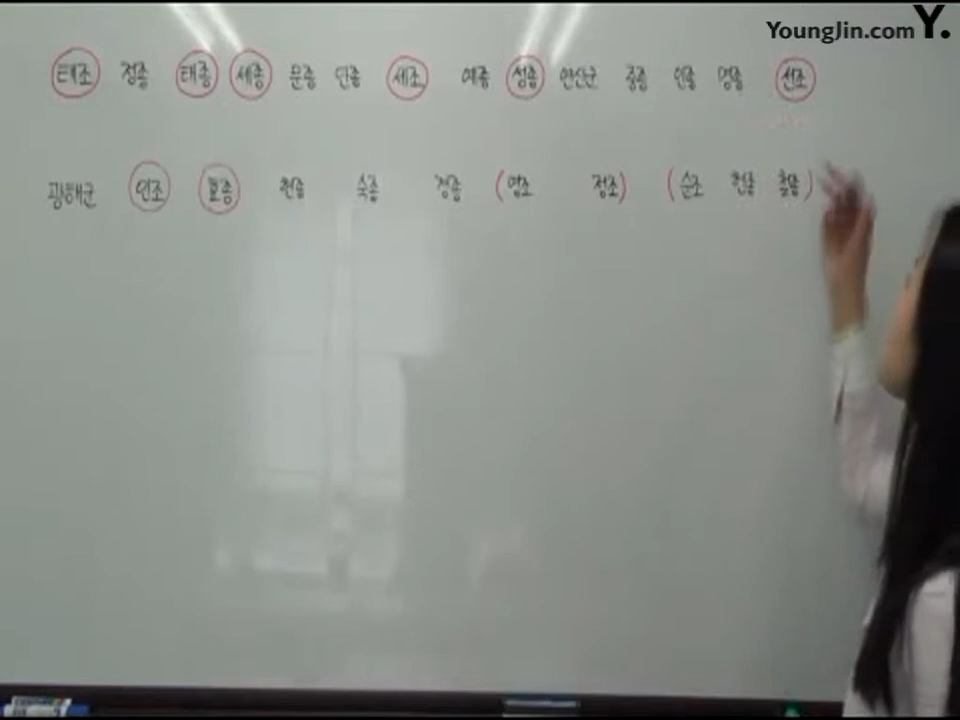 YoungJin.com Y.
태조 정종 태종 세종 문종 단종 세조 예종 성종 연산군 중종 인종 명종 선조
광해군 인조 효종 현종 숙종 경종 (영조 정조) (순조 헌종 철종)